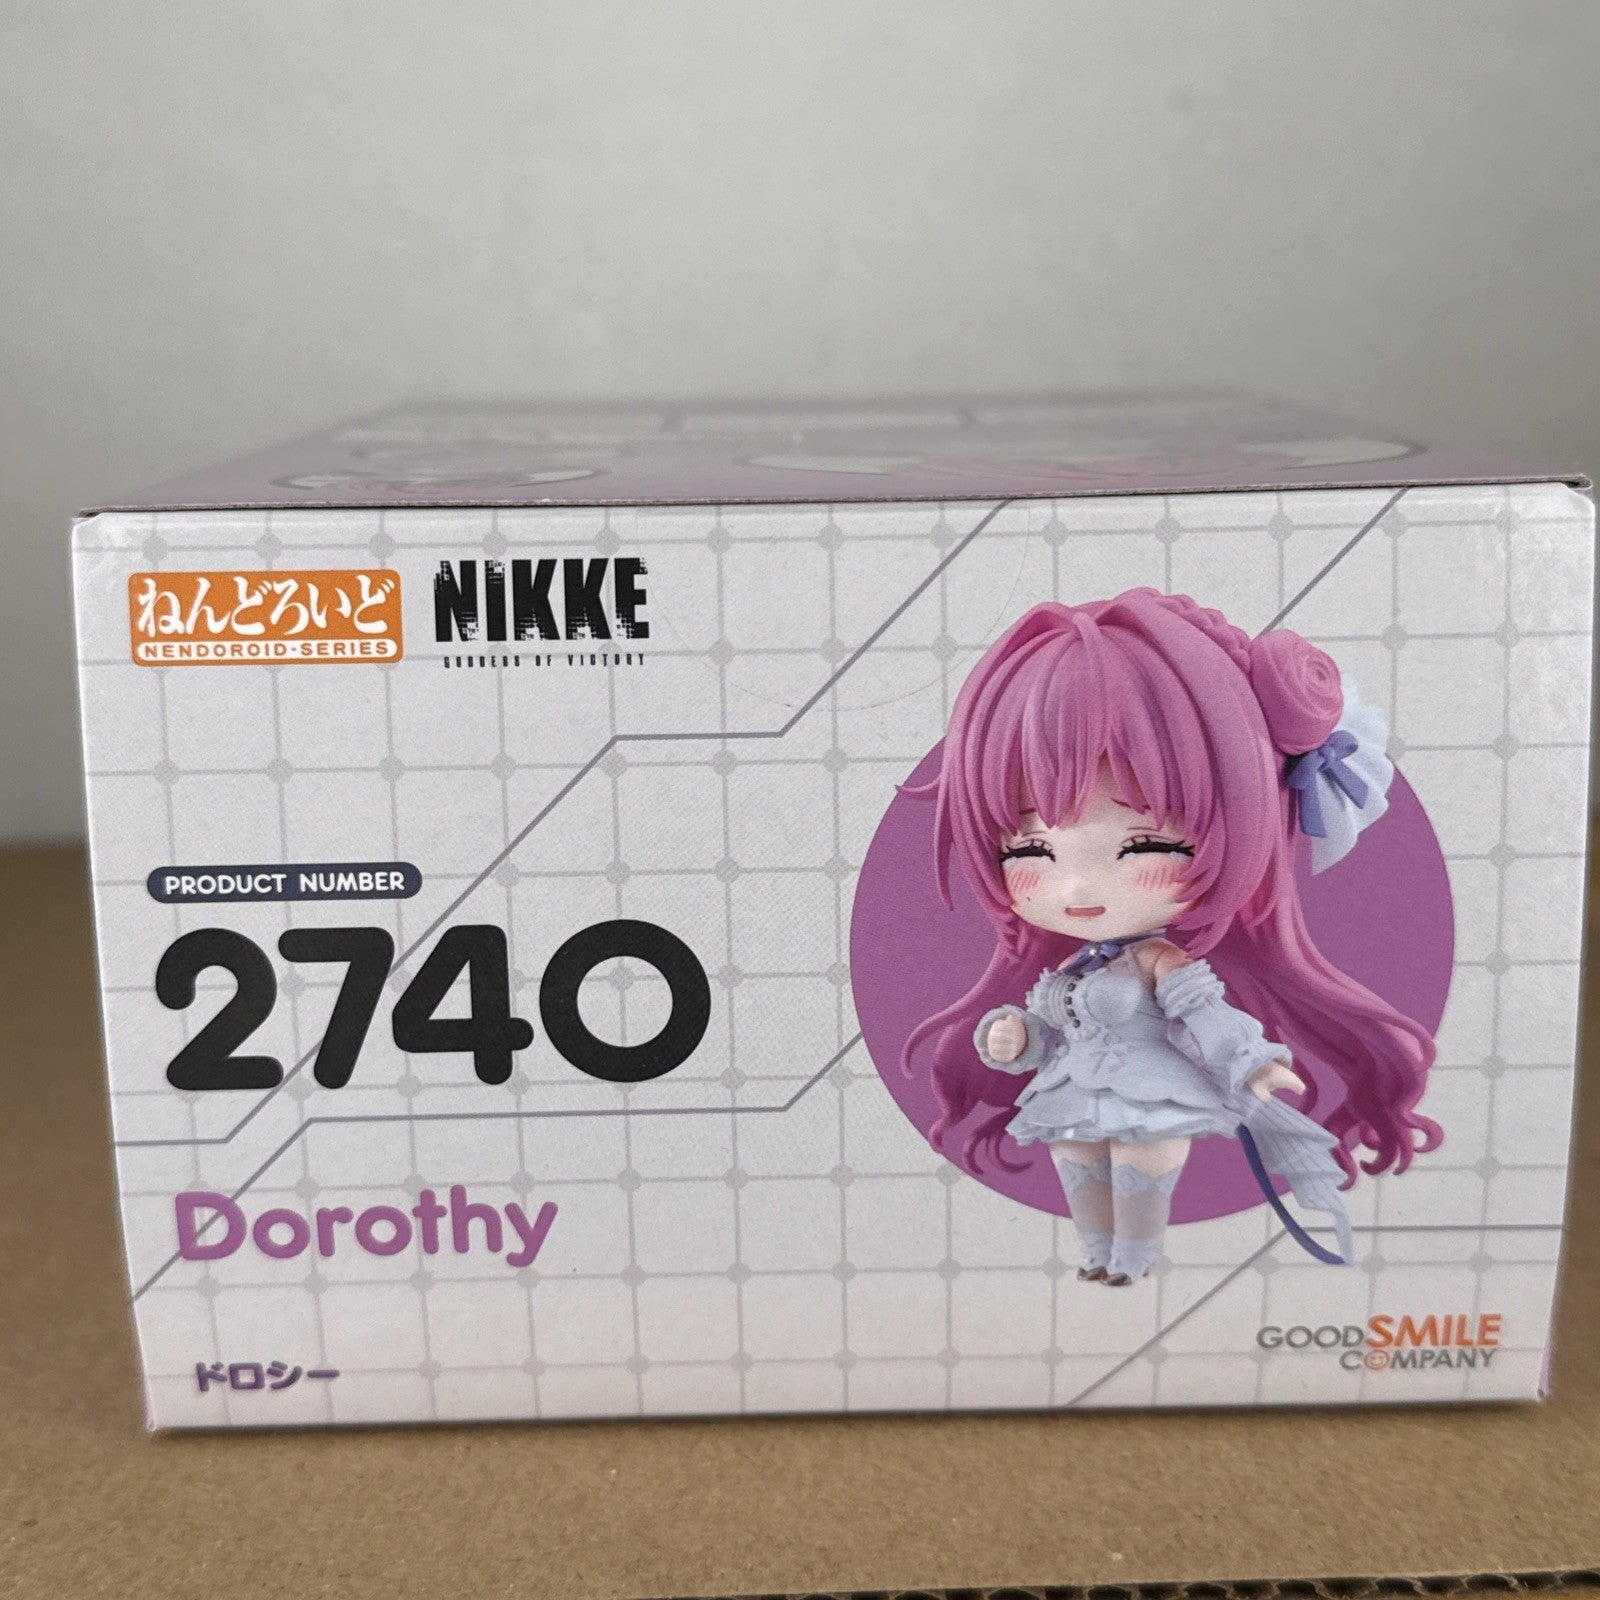 ねんどろいど
NENDOROID-SERIES
NIKKE
GODDESS OF VICTORY
PRODUCT NUMBER
2740
Dorothy
ドロシー
GOOD SMILE
COMPANY